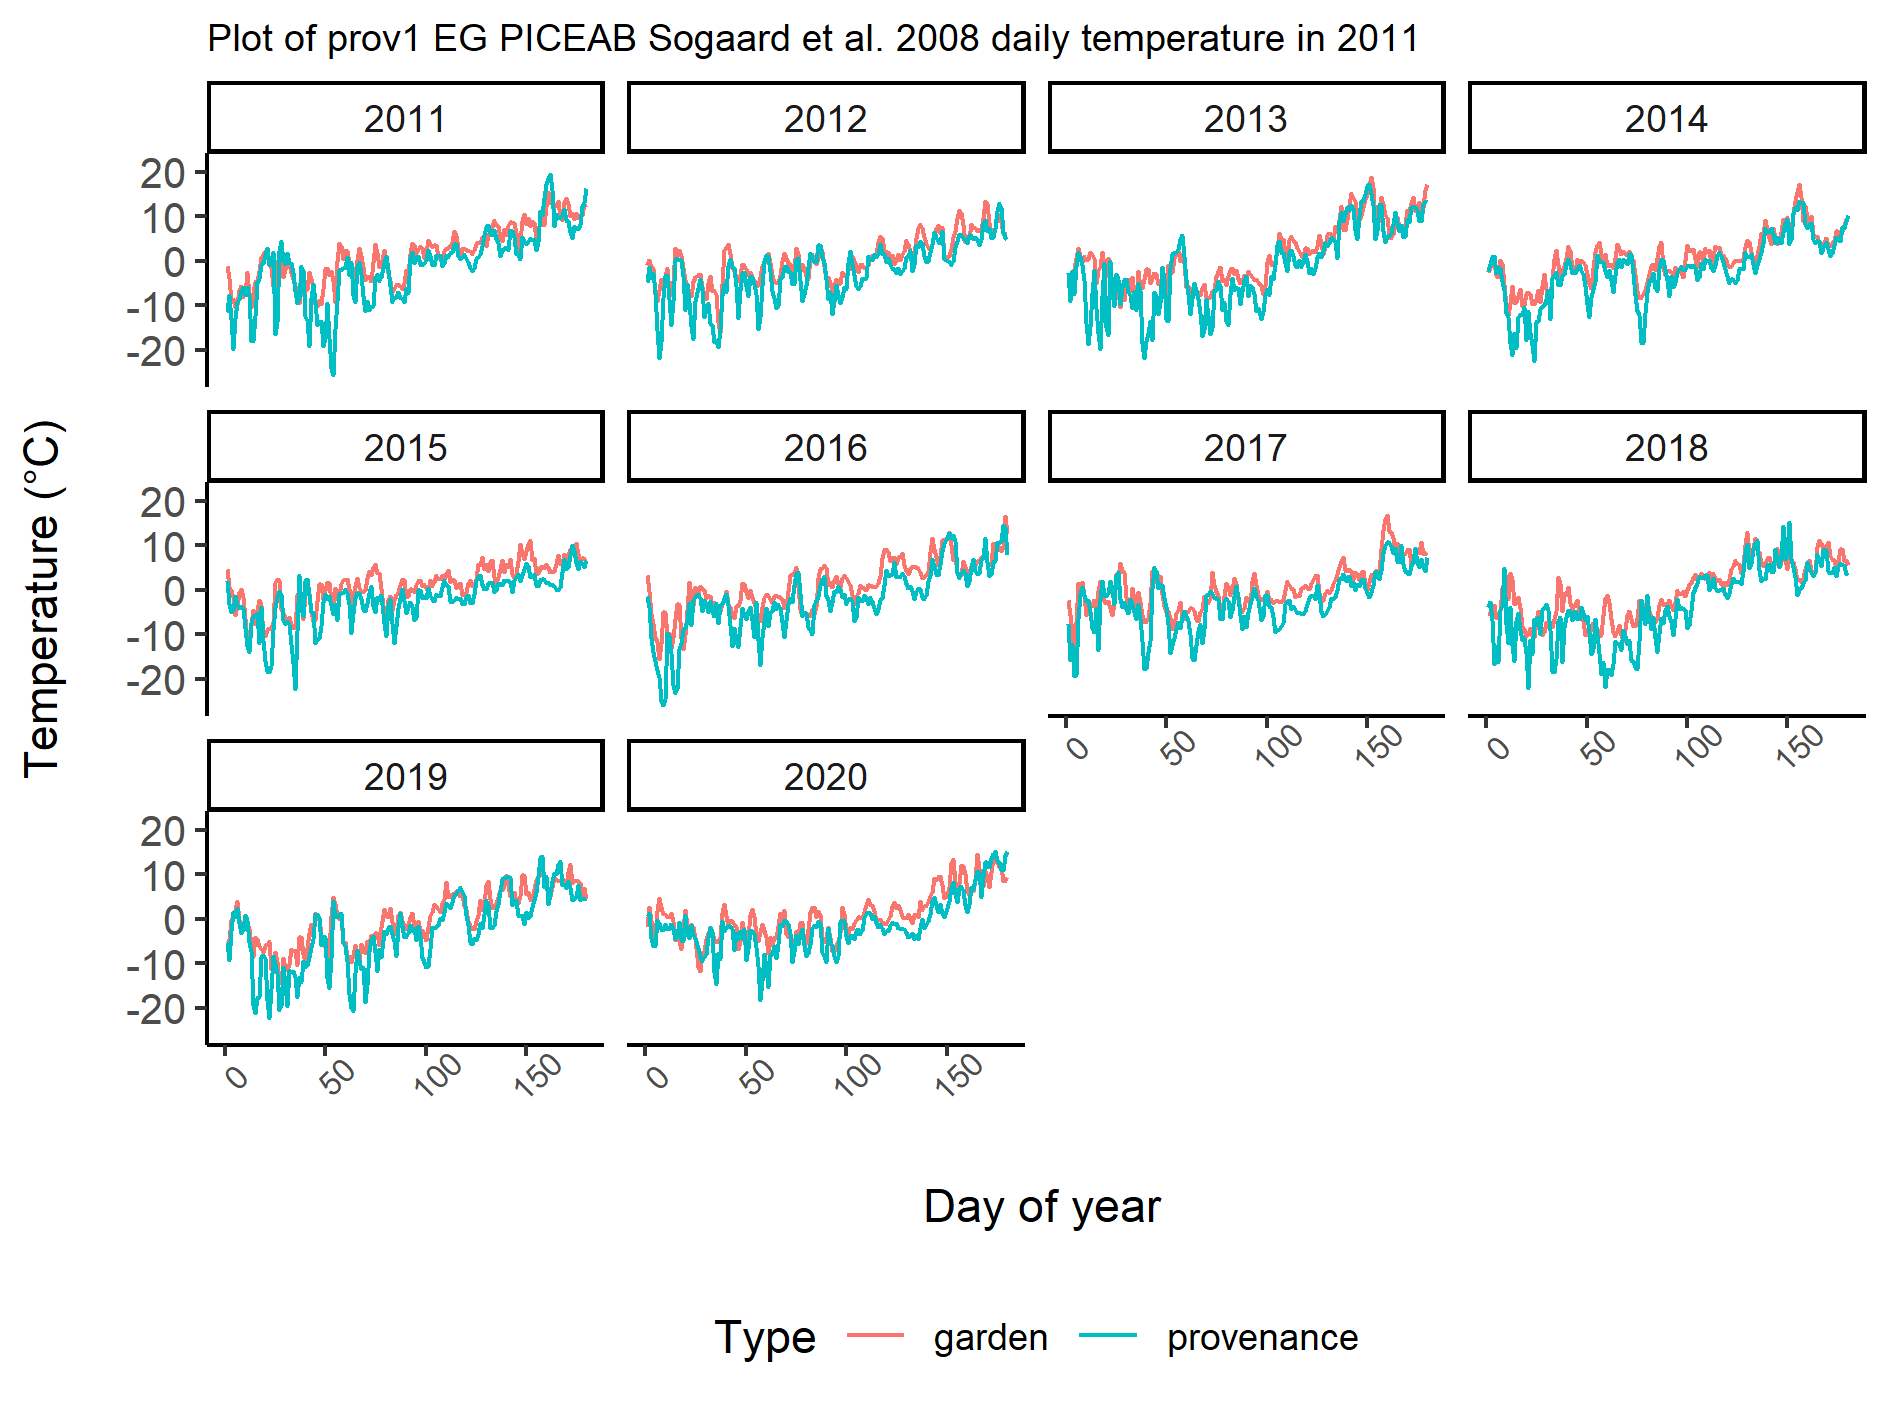 Plot of prov1 EG PICEAB Sogaard et al. 2008 daily temperature in 2011
2011 2012 2013 2014
20
10
0
-10
-20
2015 2016 2017 2018
20
10
0
-10
-20
0 50 100 150 0 50 100 150
2019 2020
20
10
0
-10
-20
0 50 100 150 0 50 100 150
Temperature (°C)
Day of year
Type garden provenance